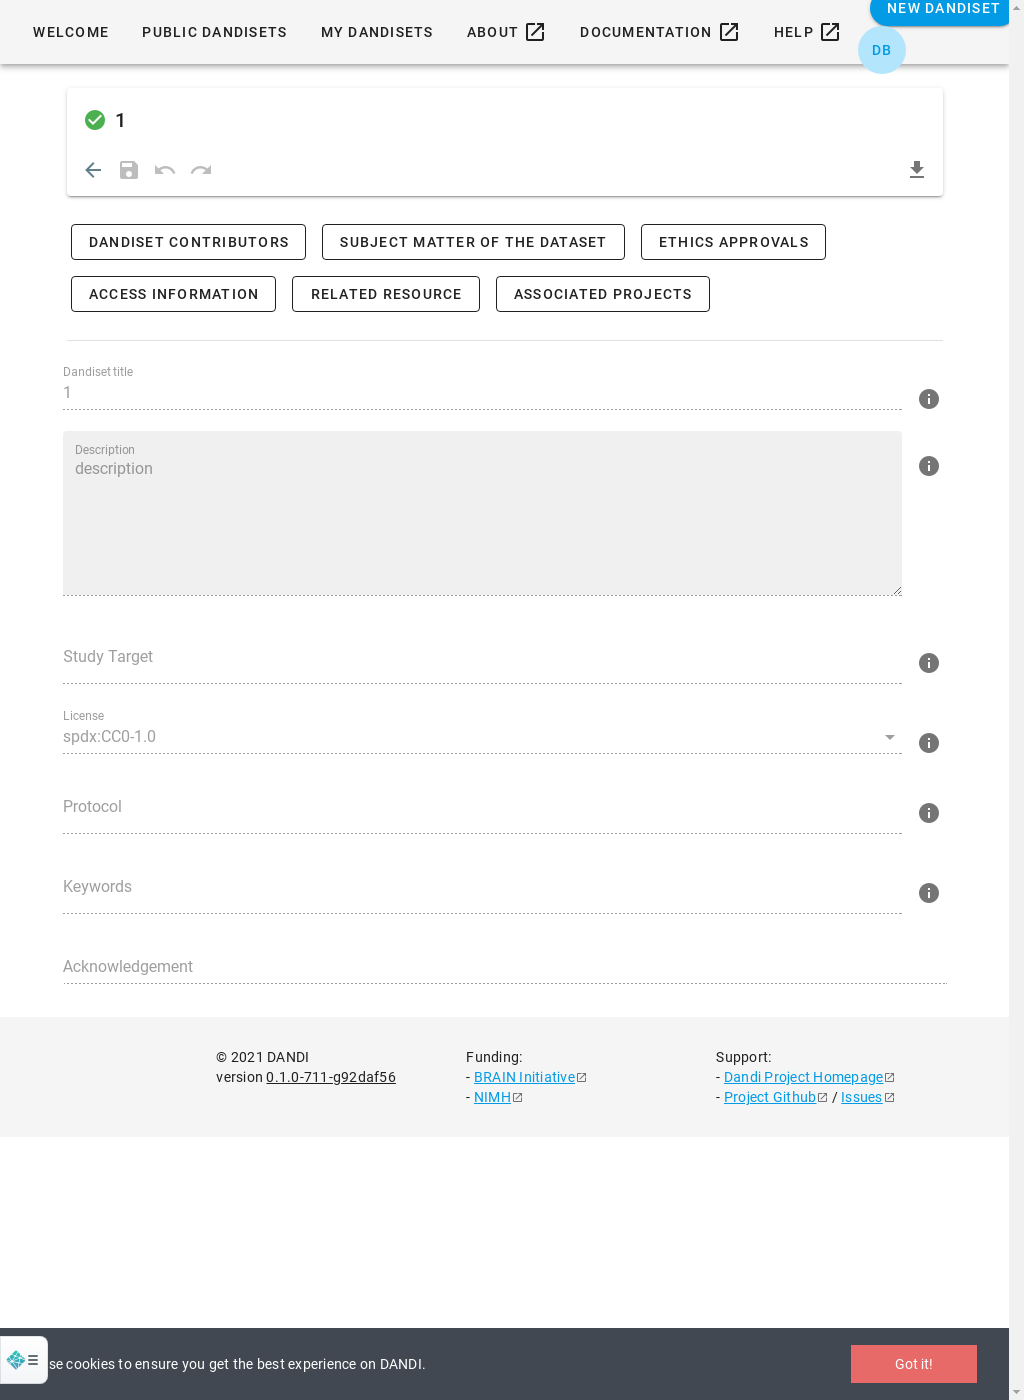 NEW DANDISET
WELCOME PUBLIC DANDISETS MY DANDISETS ABOUT DOCUMENTATION HELP
DB
1
DANDISET CONTRIBUTORS SUBJECT MATTER OF THE DATASET ETHICS APPROVALS
ACCESS INFORMATION RELATED RESOURCE ASSOCIATED PROJECTS
Dandiset title
1
Description
description
Study Target
License
spdx:CC0-1.0
Protocol
Keywords
Acknowledgement
© 2021 DANDI
version 0.1.0-711-g92daf56
Funding:
- BRAIN Initiative
- NIMH
Support:
- Dandi Project Homepage
- Project Github / Issues
se cookies to ensure you get the best experience on DANDI.
Got it!